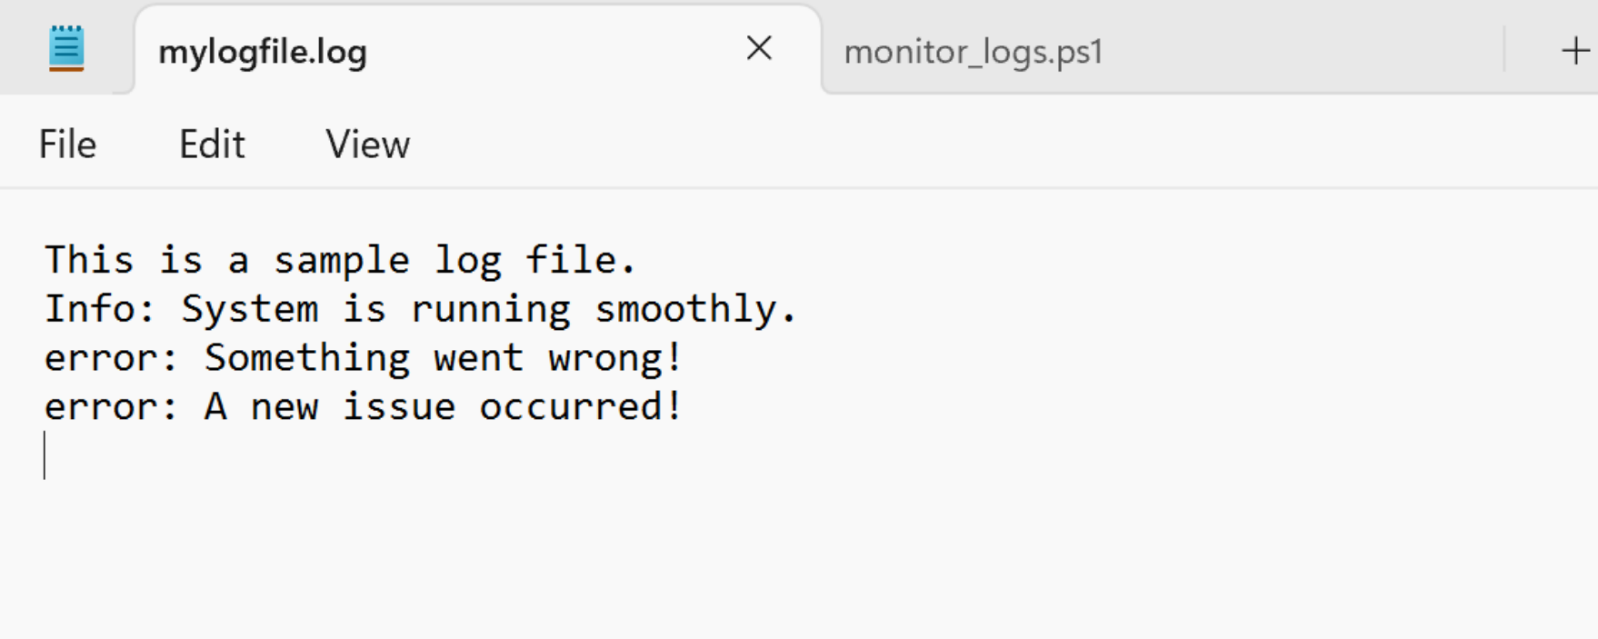 mylogfile.log
monitor_logs.ps1
File Edit View
This is a sample log file.
Info: System is running smoothly.
error: Something went wrong!
error: A new issue occurred!